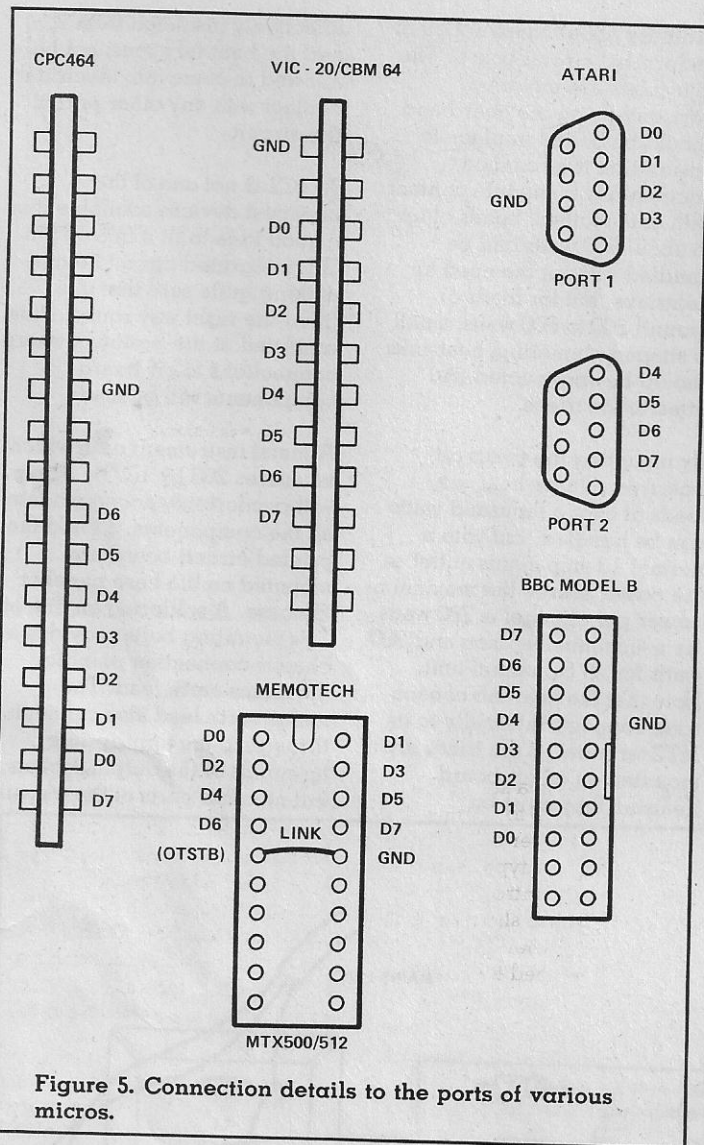 CPC464
GND
D6
D5
D4
D3
D2
D1
D0
D7
VIC - 20/CBM 64
GND
D0
D1
D2
D3
D4
D5
D6
D7
ATARI
D0
D1
D2
D3
GND
PORT 1
D4
D5
D6
D7
PORT 2
MEMOTECH
D0 D1
D2 D3
D4 D5
D6 D7
LINK
(OTSTB) GND
MTX500/512
BBC MODEL B
D7
D6
D5
D4 GND
D3
D2
D1
D0
Figure 5. Connection details to the ports of various
micros.